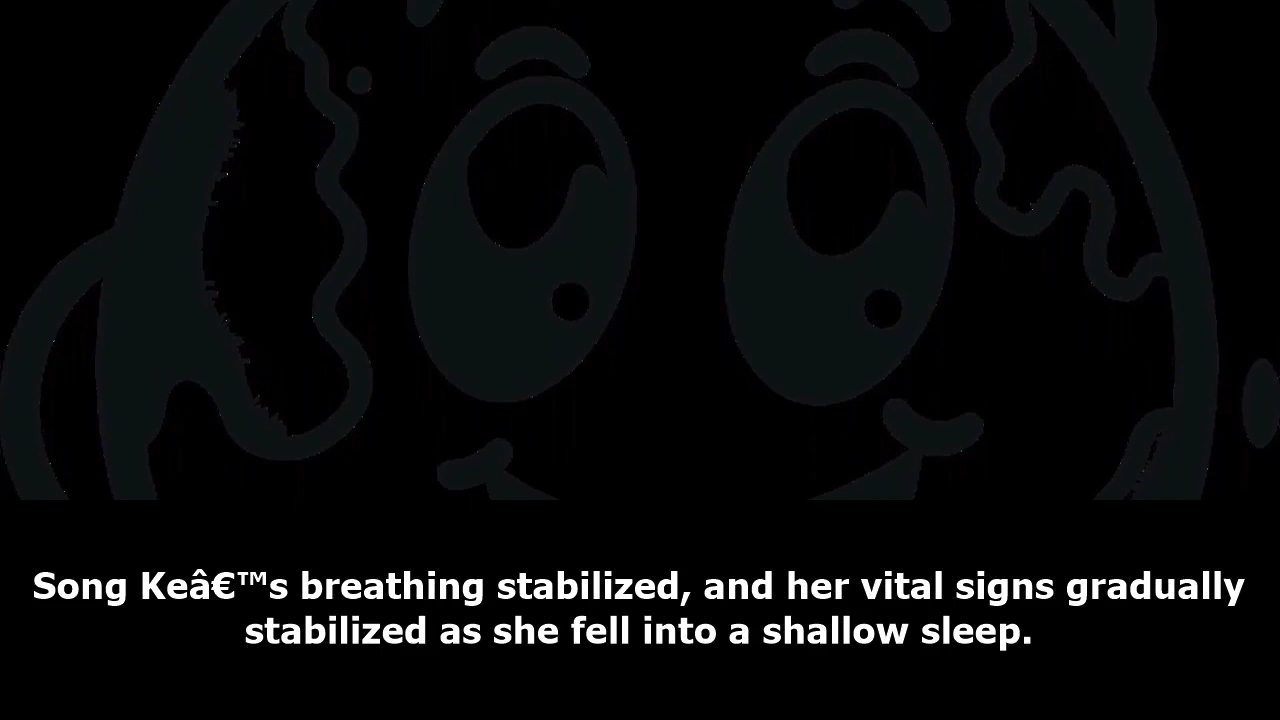 Song Keâ€™s breathing stabilized, and her vital signs gradually
stabilized as she fell into a shallow sleep.